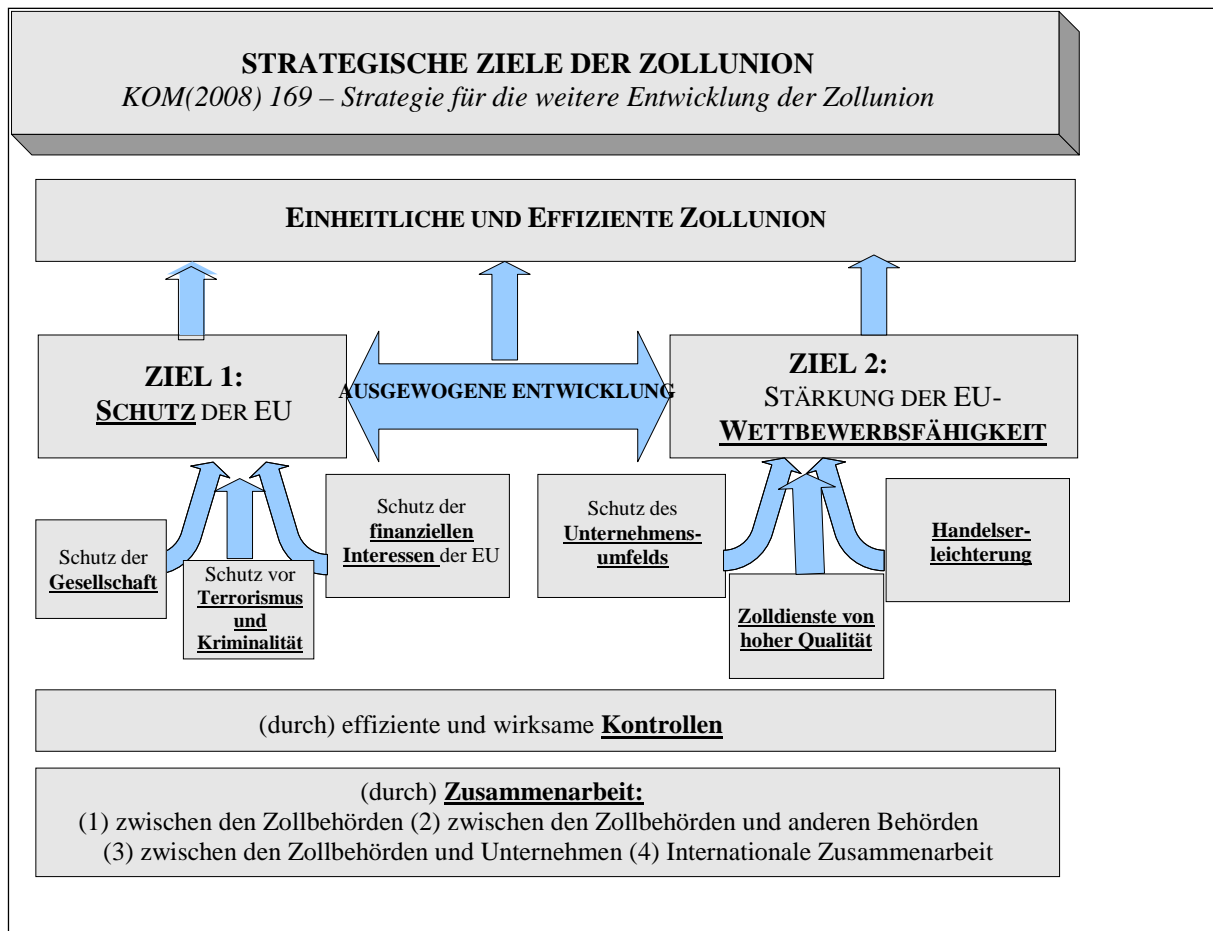 STRATEGISCHE ZIELE DER ZOLLUNION
KOM(2008) 169 – Strategie für die weitere Entwicklung der Zollunion
EINHEITLICHE UND EFFIZIENTE ZOLLUNION
ZIEL 1:
SCHUTZ DER EU
AUSGEWOGENE ENTWICKLUNG
ZIEL 2:
STÄRKUNG DER EU-
WETTBEWERBSFÄHIGKEIT
Schutz der
Gesellschaft
Schutz vor
Terrorismus
und
Kriminalität
Schutz der
finanziellen
Interessen der EU
Schutz des
Unternehmens-
umfelds
Zolldienste von
hoher Qualität
Handelser-
leichterung
(durch) effiziente und wirksame Kontrollen
(durch) Zusammenarbeit:
(1) zwischen den Zollbehörden (2) zwischen den Zollbehörden und anderen Behörden
(3) zwischen den Zollbehörden und Unternehmen (4) Internationale Zusammenarbeit